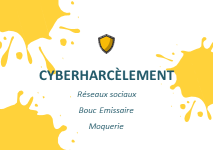 CYBERHARCÈLEMENT
Réseaux sociaux
Bouc Emissaire
Moquerie